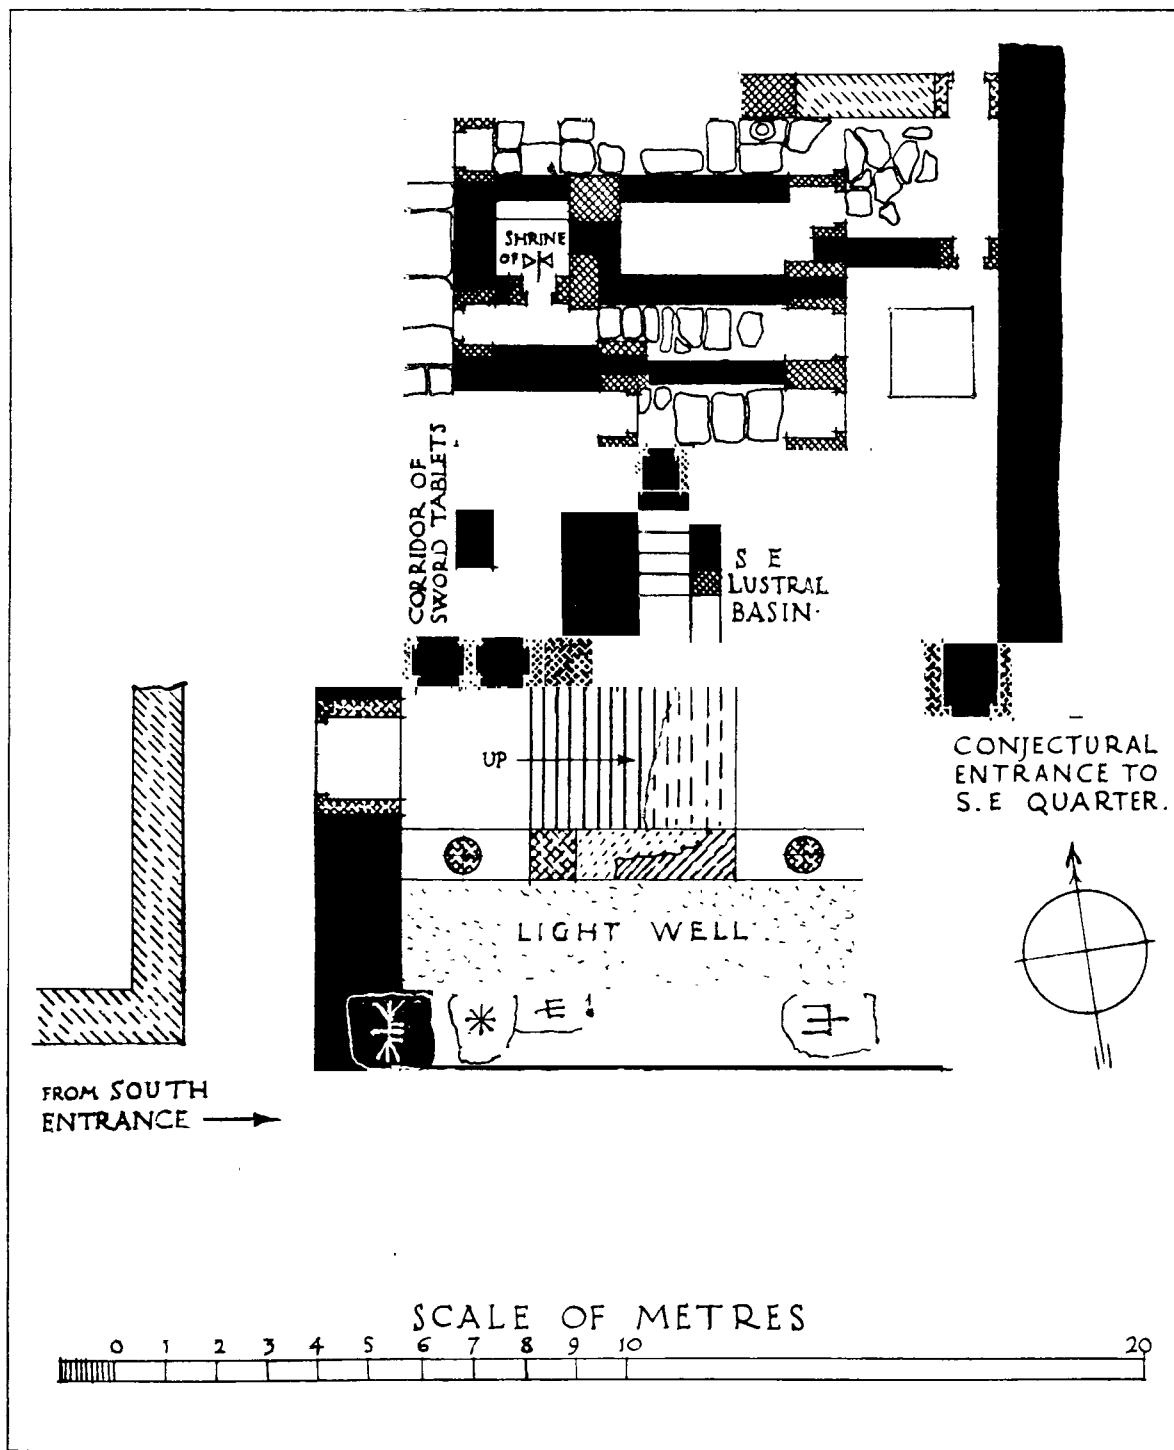 SHRINE
OF
CORRIDOR OF
SWORD TABLETS
S E
LUSTRAL
BASIN.
UP
CONJECTURAL
ENTRANCE TO
S.E QUARTER.
LIGHT WELL
FROM SOUTH
ENTRANCE
SCALE OF METRES
0 1 2 3 4 5 6 7 8 9 10 20